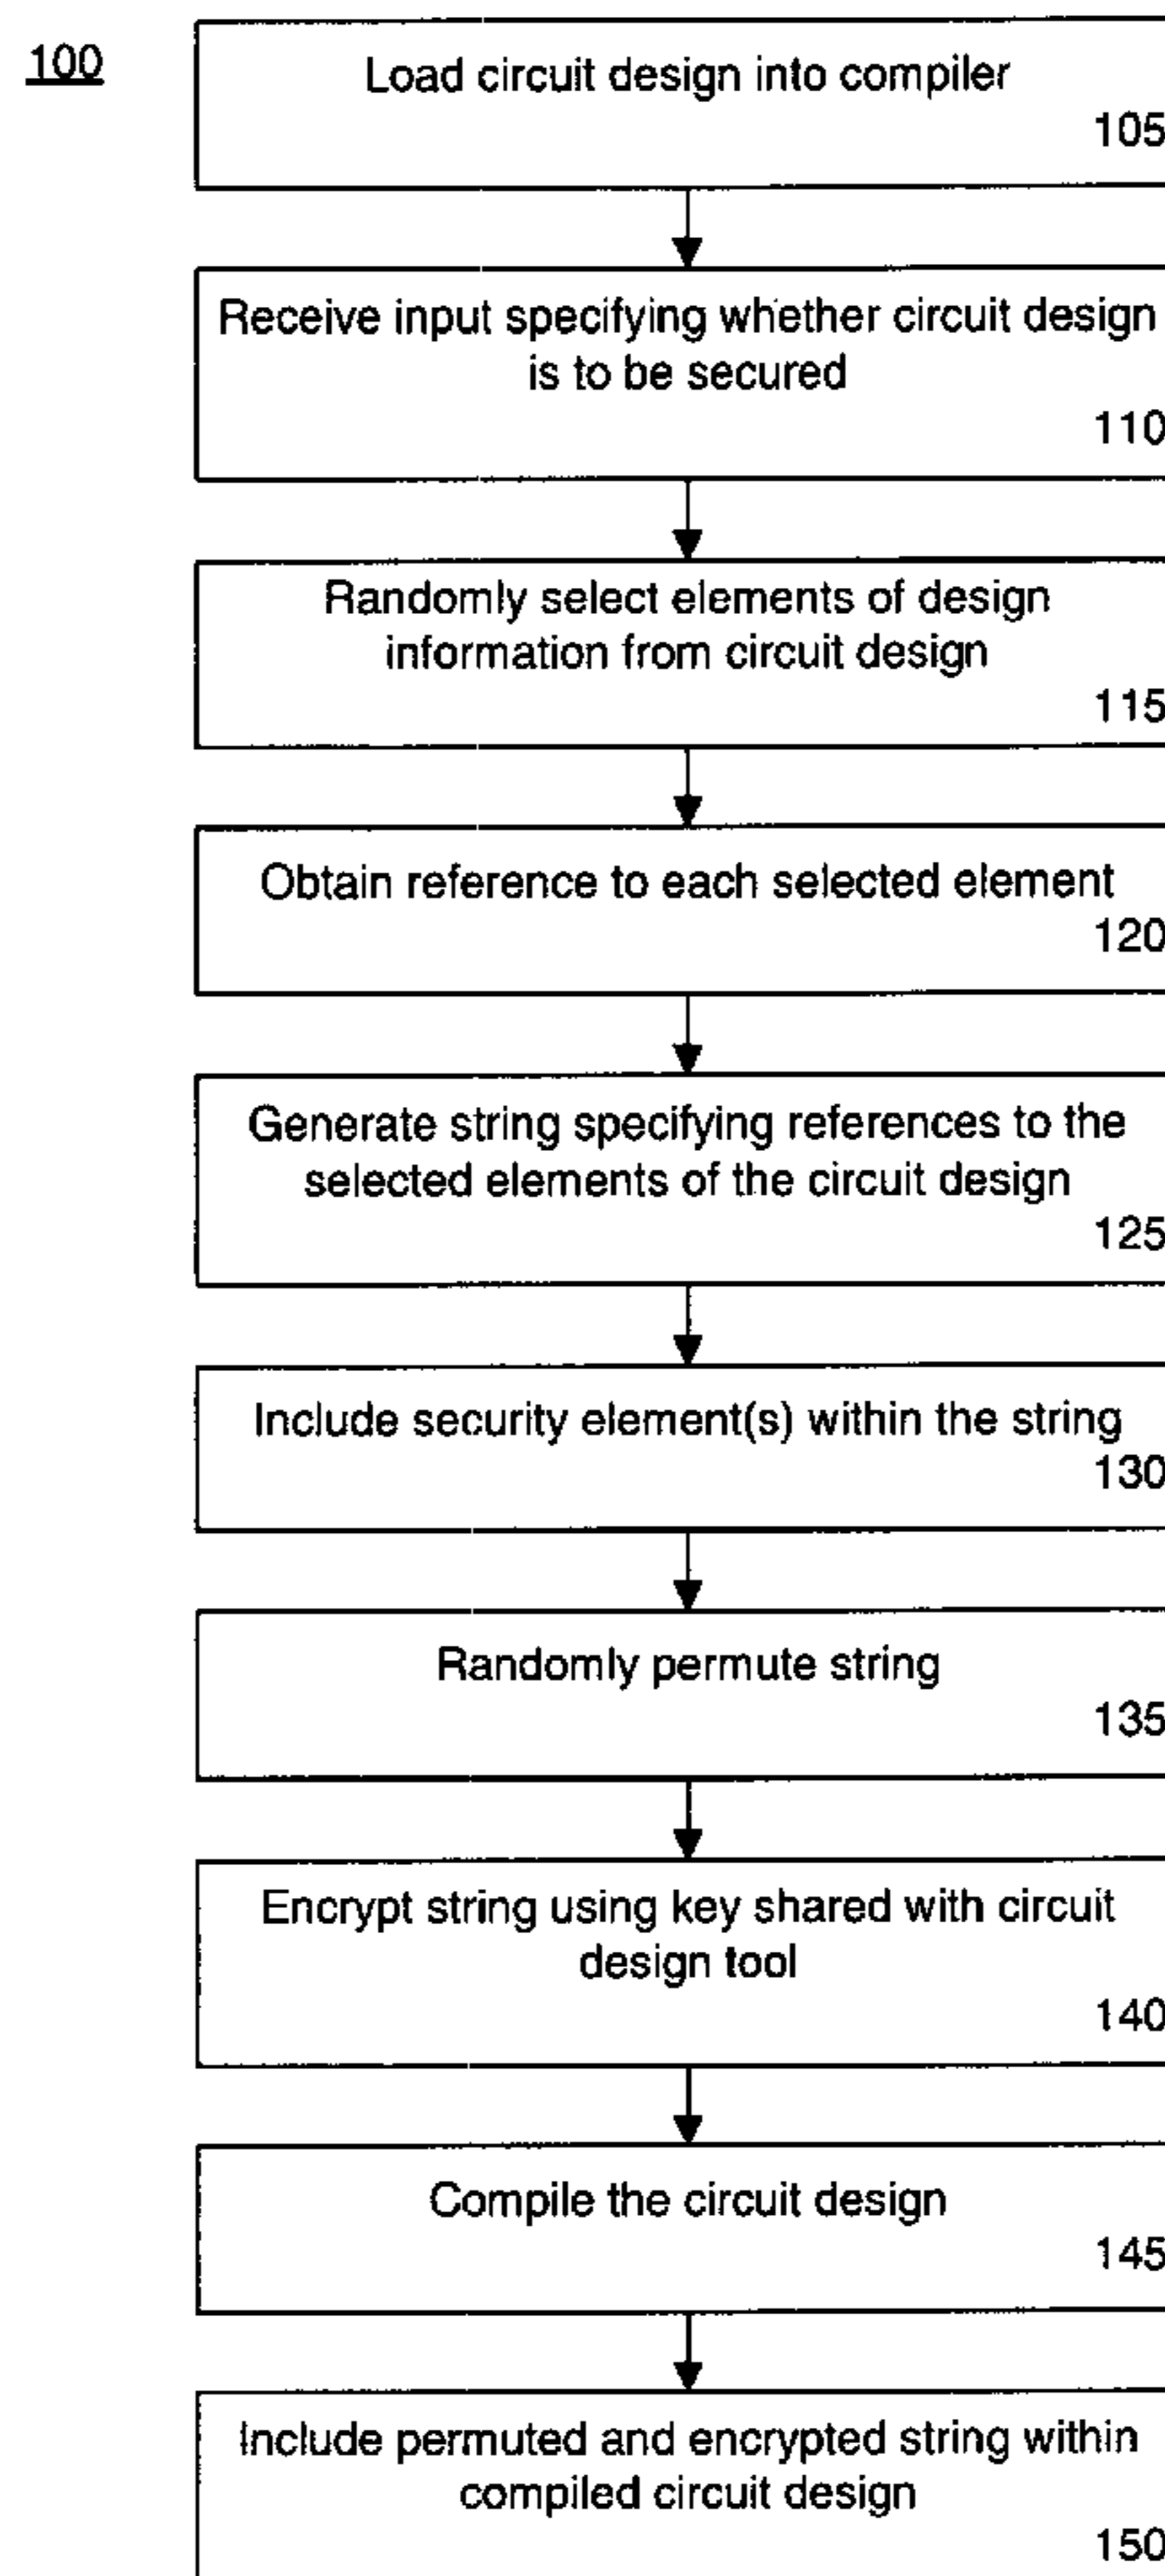 100
Load circuit design into compiler
105
Receive input specifying whether circuit design
is to be secured
110
Randomly select elements of design
information from circuit design
115
Obtain reference to each selected element
120
Generate string specifying references to the
selected elements of the circuit design
125
Include security element(s) within the string
130
Randomly permute string
135
Encrypt string using key shared with circuit
design tool
140
Compile the circuit design
145
Include permuted and encrypted string within
compiled circuit design
150